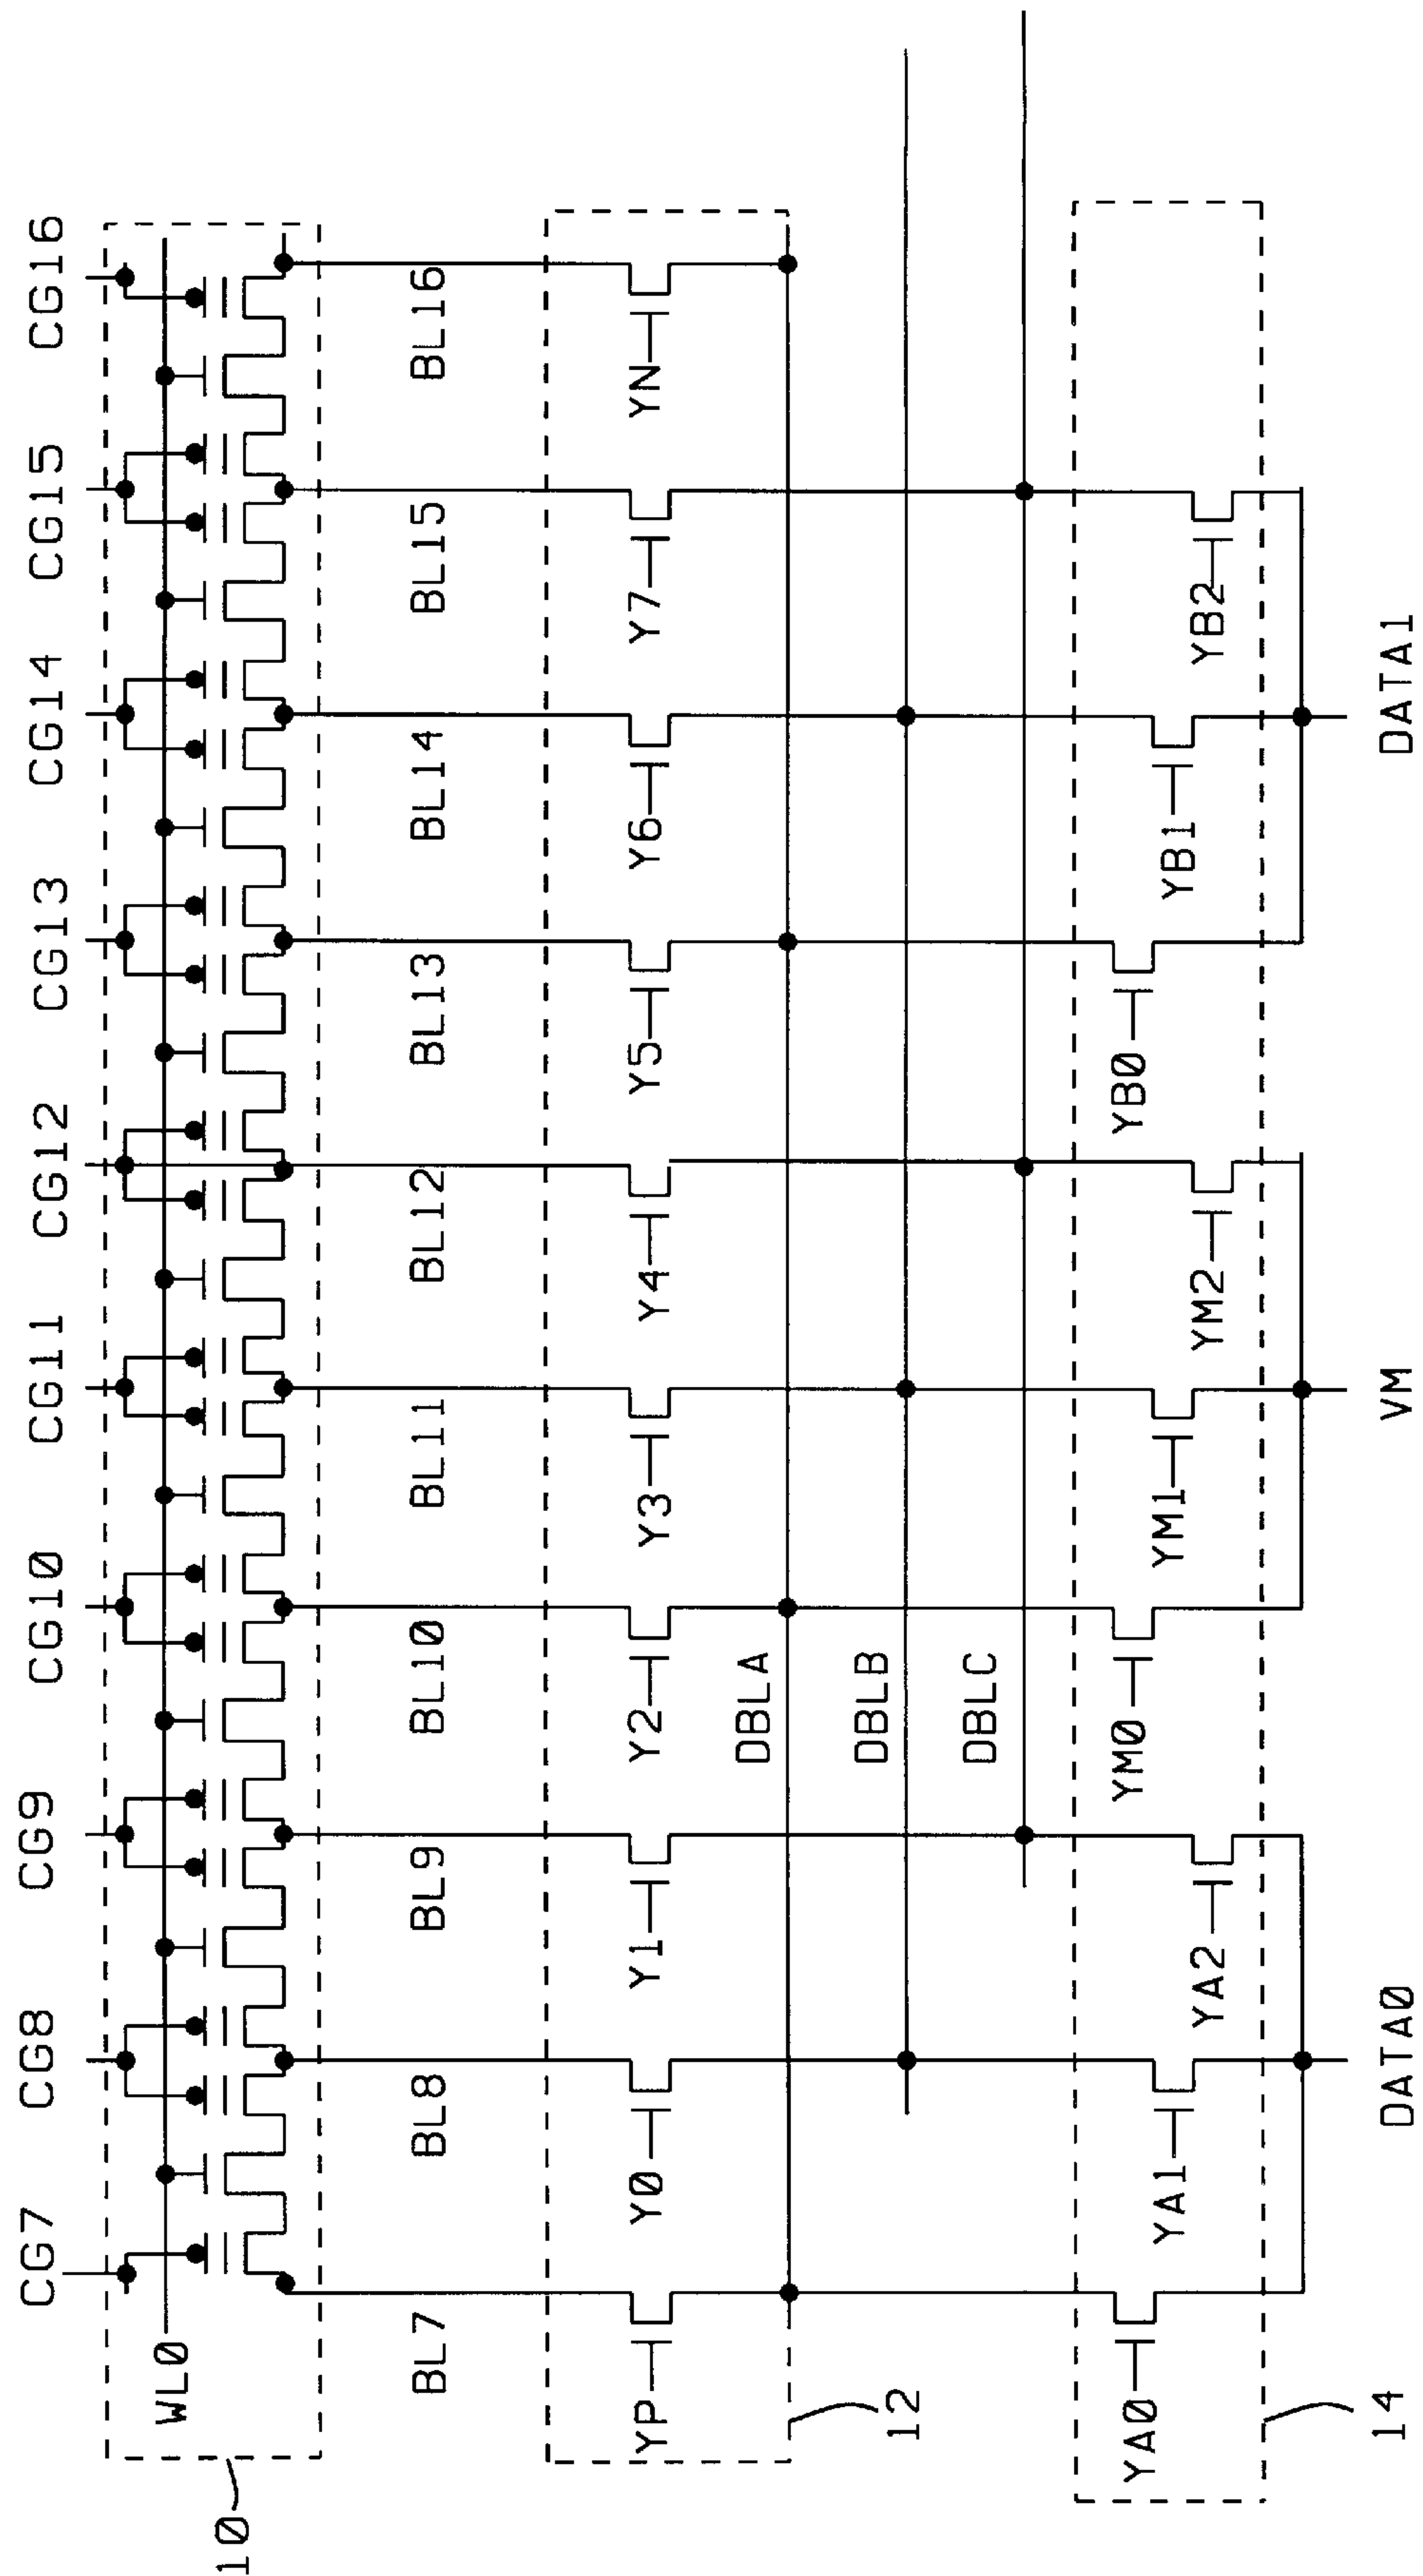 CG7 CG8 CG9 CG10 CG11 CG12 CG13 CG14 CG15 CG16
10
WL0
BL7 BL8 BL9 BL10 BL11 BL12 BL13 BL14 BL15 BL16
YP Y0 Y1 Y2 Y3 Y4 Y5 Y6 Y7 YN
DBLA
12
DBLB
DBLC
YA0 YA1 YA2 YM0 YM1 YM2 YB0 YB1 YB2
14
DATA0 VM DATA1